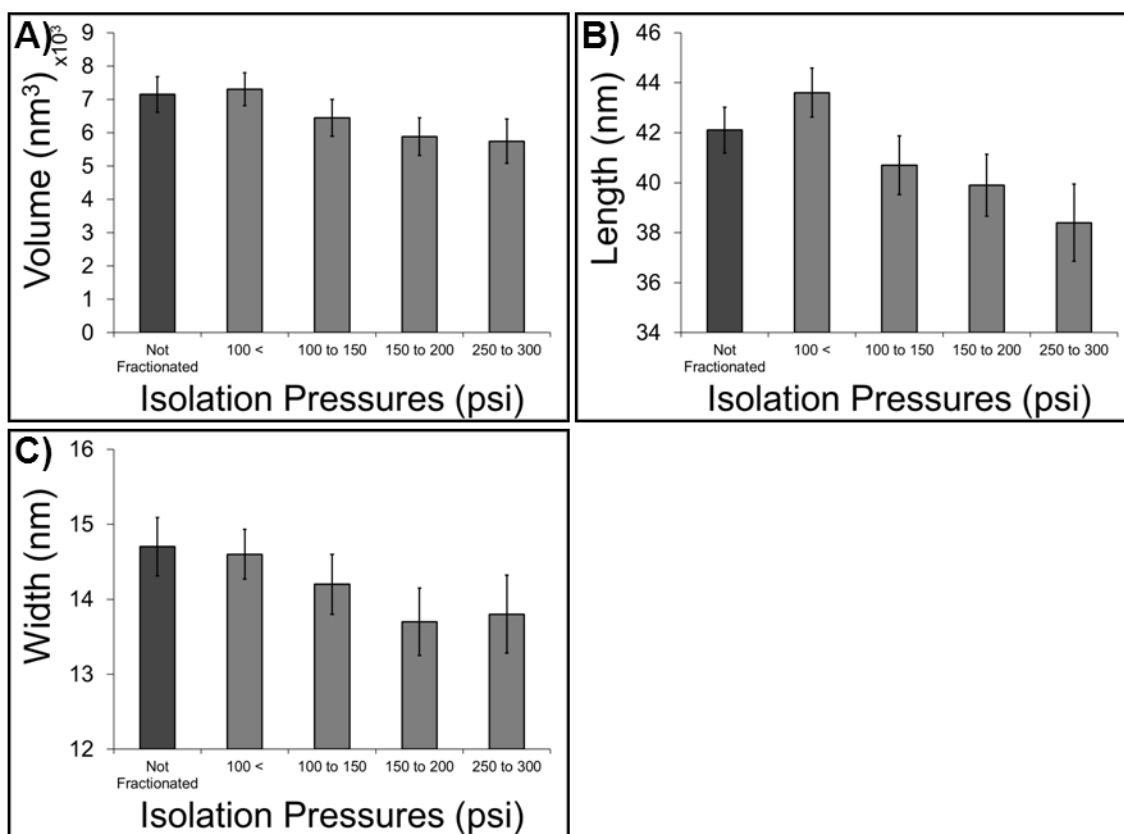 A)
x10³
Volume (nm³)
9
8
7
6
5
4
3
2
1
0
Not Fractionated
100 <
100 to 150
150 to 200
250 to 300
Isolation Pressures (psi)
B)
Length (nm)
46
44
42
40
38
36
34
Not Fractionated
100 <
100 to 150
150 to 200
250 to 300
Isolation Pressures (psi)
C)
Width (nm)
16
15
14
13
12
Not Fractionated
100 <
100 to 150
150 to 200
250 to 300
Isolation Pressures (psi)